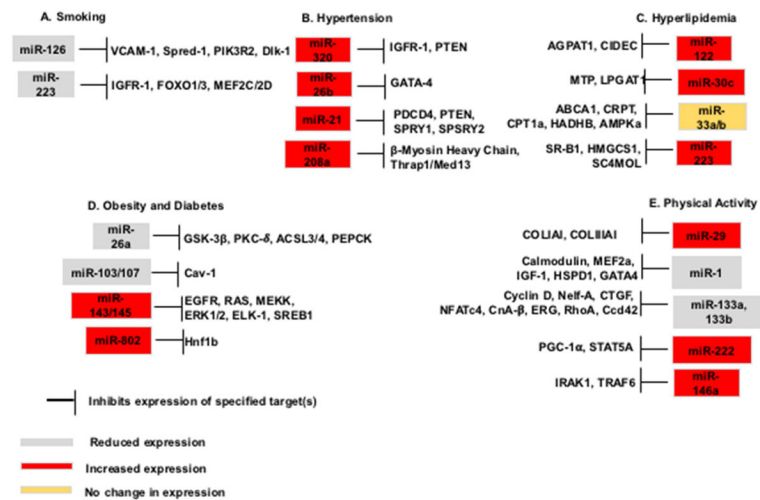 A. Smoking
miR-126
VCAM-1, Spred-1, PIK3R2, Dlk-1
miR-
223
IGFR-1, FOXO1/3, MEF2C/2D
B. Hypertension
miR-
320
IGFR-1, PTEN
miR-
26b
GATA-4
miR-21
PDCD4, PTEN,
SPRY1, SPSRY2
miR-
208a
β-Myosin Heavy Chain,
Thrap1/Med13
C. Hyperlipidemia
AGPAT1, CIDEC
miR-
122
MTP, LPGAT1
miR-30c
ABCA1, CRPT,
CPT1a, HADHB, AMPKa
miR-
33a/b
SR-B1, HMGCS1,
SC4MOL
miR-
223
D. Obesity and Diabetes
miR-
26a
GSK-3β, PKC-δ, ACSL3/4, PEPCK
miR-103/107
Cav-1
miR-
143/145
EGFR, RAS, MEKK,
ERK1/2, ELK-1, SREB1
miR-802
Hnf1b
E. Physical Activity
COLIAI, COLIIIAI
miR-29
Calmodulin, MEF2a,
IGF-1, HSPD1, GATA4
miR-1
Cyclin D, Nelf-A, CTGF,
NFATc4, CnA-β, ERG, RhoA, Ccd42
miR-133a,
133b
PGC-1α, STAT5A
miR-222
IRAK1, TRAF6
miR-
146a
Inhibits expression of specified target(s)
Reduced expression
Increased expression
No change in expression